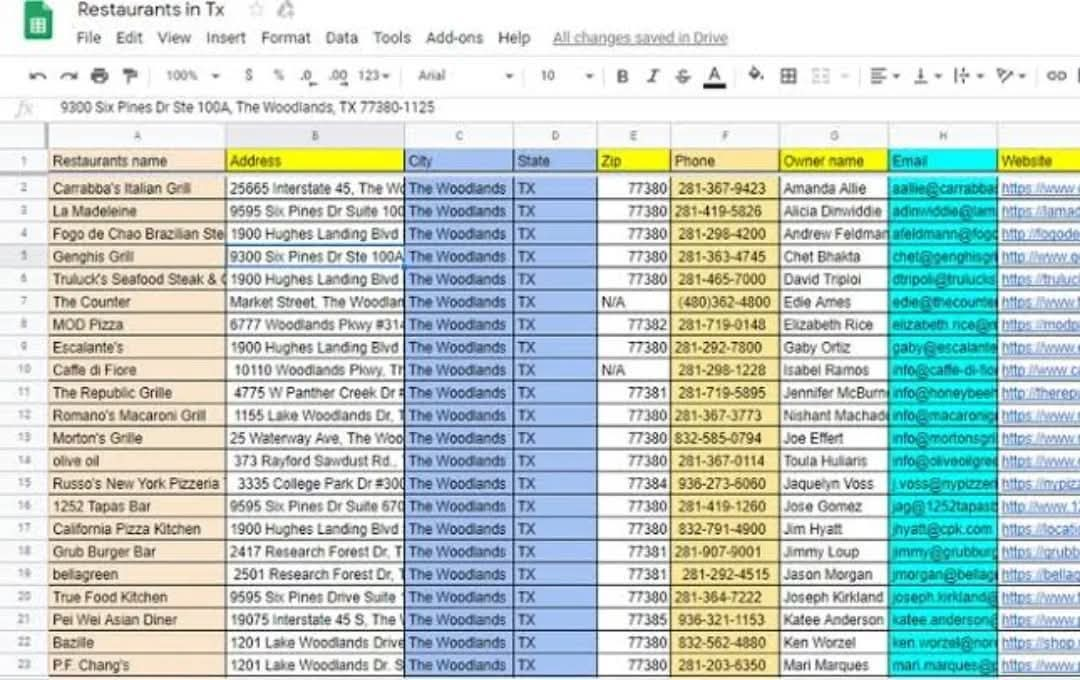 Restaurants in Tx
File Edit View Insert Format Data Tools Add-ons Help All changes saved in Drive
100% $ % .0 .00 123 Arial 10 B I S A
fx 9300 Six Pines Dr Ste 100A, The Woodlands, TX 77380-1125
A B C D E F G H
1 Restaurants name Address City State Zip Phone Owner name Email Website
2 Carrabba's Italian Grill 25665 Interstate 45, The Wo The Woodlands TX 77380 281-367-9423 Amanda Allie aallie@carrabba https://www
3 La Madeleine 9595 Six Pines Dr Suite 100 The Woodlands TX 77380 281-419-5826 Alicia Dinwiddie adinwiddie@lam https://lamad
4 Fogo de Chao Brazilian Ste 1900 Hughes Landing Blvd The Woodlands TX 77380 281-298-4200 Andrew Feldman afeldmann@fogo http://fogode
5 Genghis Grill 9300 Six Pines Dr Ste 100A The Woodlands TX 77380 281-363-4745 Chet Bhakta chet@genghisgr http://www
6 Truluck's Seafood Steak & C 1900 Hughes Landing Blvd The Woodlands TX 77380 281-465-7000 David Triploi dtripoli@trulucks https://truluc
7 The Counter Market Street, The Woodlan The Woodlands TX N/A (480)362-4800 Edie Ames edie@thecounte https://www
8 MOD Pizza 6777 Woodlands Pkwy #314 The Woodlands TX 77382 281-719-0148 Elizabeth Rice elizabeth.rice@ https://modp
9 Escalante's 1900 Hughes Landing Blvd The Woodlands TX 77380 281-292-7800 Gaby Ortiz gaby@escalante https://www
10 Caffe di Fiore 10110 Woodlands Pkwy, Th The Woodlands TX N/A 281-298-1228 Isabel Ramos info@caffe-di-fio http://www
11 The Republic Grille 4775 W Panther Creek Dr # The Woodlands TX 77381 281-719-5895 Jennifer McBurn info@honeybee http://therepu
12 Romano's Macaroni Grill 1155 Lake Woodlands Dr, T The Woodlands TX 77380 281-367-3773 Nishant Machad info@macaronig https://www
13 Morton's Grille 25 Waterway Ave, The Woo The Woodlands TX 77380 832-585-0794 Joe Effert info@mortonsgril https://www
14 olive oil 373 Rayford Sawdust Rd., The Woodlands TX 77380 281-367-0114 Toula Huliaris info@oliveoilgree https://www
15 Russo's New York Pizzeria 3335 College Park Dr #300 The Woodlands TX 77384 936-273-6060 Jaquelyn Voss j.voss@nypizzer https://nypiz
16 1252 Tapas Bar 9595 Six Pines Dr Suite 670 The Woodlands TX 77380 281-419-1260 Jose Gomez jag@1252tapas http://www
17 California Pizza Kitchen 1900 Hughes Landing Blvd The Woodlands TX 77380 832-791-4900 Jim Hyatt jhyatt@cpk.com https://locati
18 Grub Burger Bar 2417 Research Forest Dr, T The Woodlands TX 77381 281-907-9001 Jimmy Loup jimmy@grubburg https://grubb
19 bellagreen 2501 Research Forest Dr, The Woodlands TX 77381 281-292-4515 Jason Morgan jmorgan@bellag https://bellag
20 True Food Kitchen 9595 Six Pines Drive Suite The Woodlands TX 77380 281-364-7222 Joseph Kirkland joseph.kirkland@ https://www
21 Pei Wei Asian Diner 19075 Interstate 45 S, The The Woodlands TX 77385 936-321-1153 Katee Anderson katee.anderson@ https://www
22 Bazille 1201 Lake Woodlands Drive The Woodlands TX 77380 832-562-4880 Ken Worzel ken.worzel@nor https://shop
23 P.F. Chang's 1201 Lake Woodlands Dr. S The Woodlands TX 77380 281-203-6350 Mari Marques mari.marques@p https://www